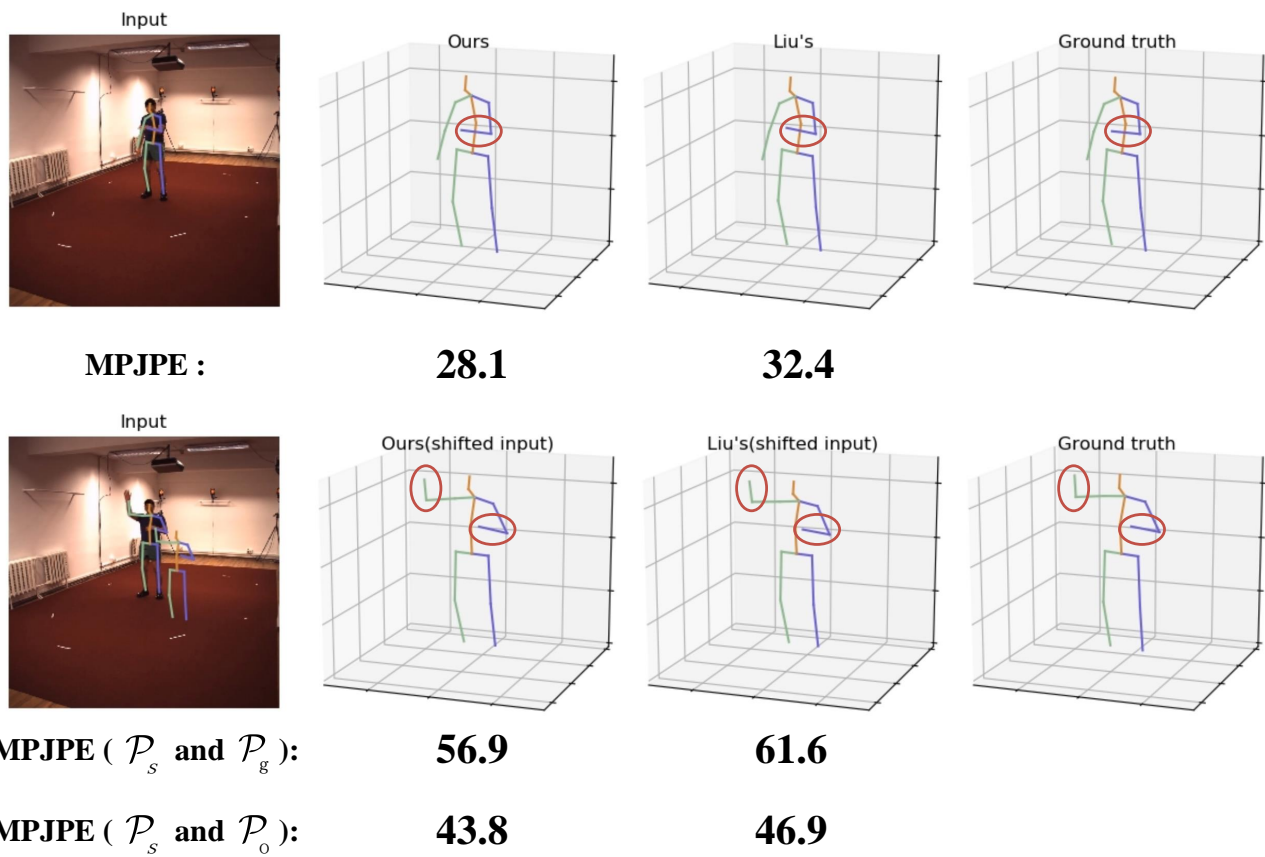 Input
Ours
Liu's
Ground truth
MPJPE :
28.1
32.4
Input
Ours(shifted input)
Liu's(shifted input)
Ground truth
MPJPE ( 𝒫ₛ and 𝒫g ):
56.9
61.6
MPJPE ( 𝒫ₛ and 𝒫ₒ ):
43.8
46.9